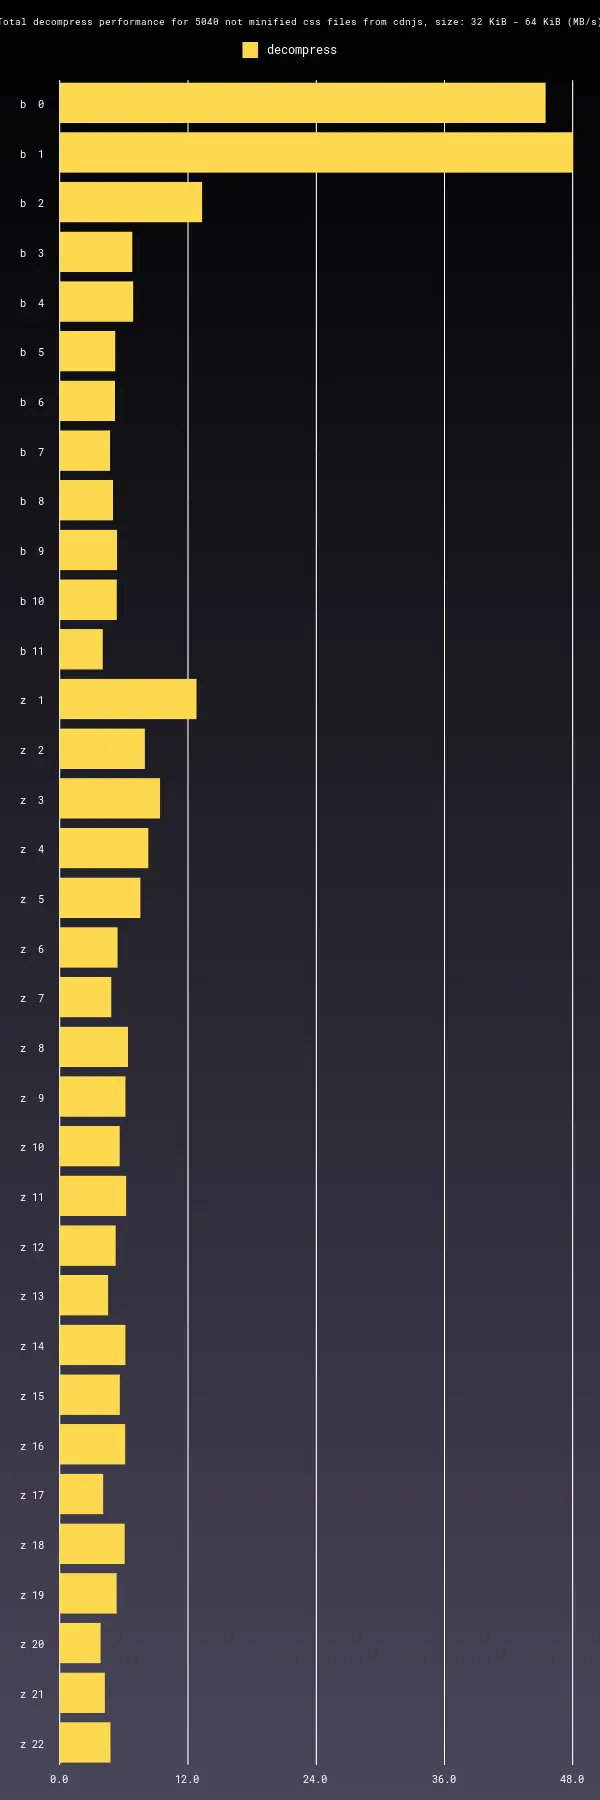 Total decompress performance for 5040 not minified css files from cdnjs, size: 32 KiB - 64 KiB (MB/s)
decompress
b 0
b 1
b 2
b 3
b 4
b 5
b 6
b 7
b 8
b 9
b 10
b 11
z 1
z 2
z 3
z 4
z 5
z 6
z 7
z 8
z 9
z 10
z 11
z 12
z 13
z 14
z 15
z 16
z 17
z 18
z 19
z 20
z 21
z 22
0.0 12.0 24.0 36.0 48.0